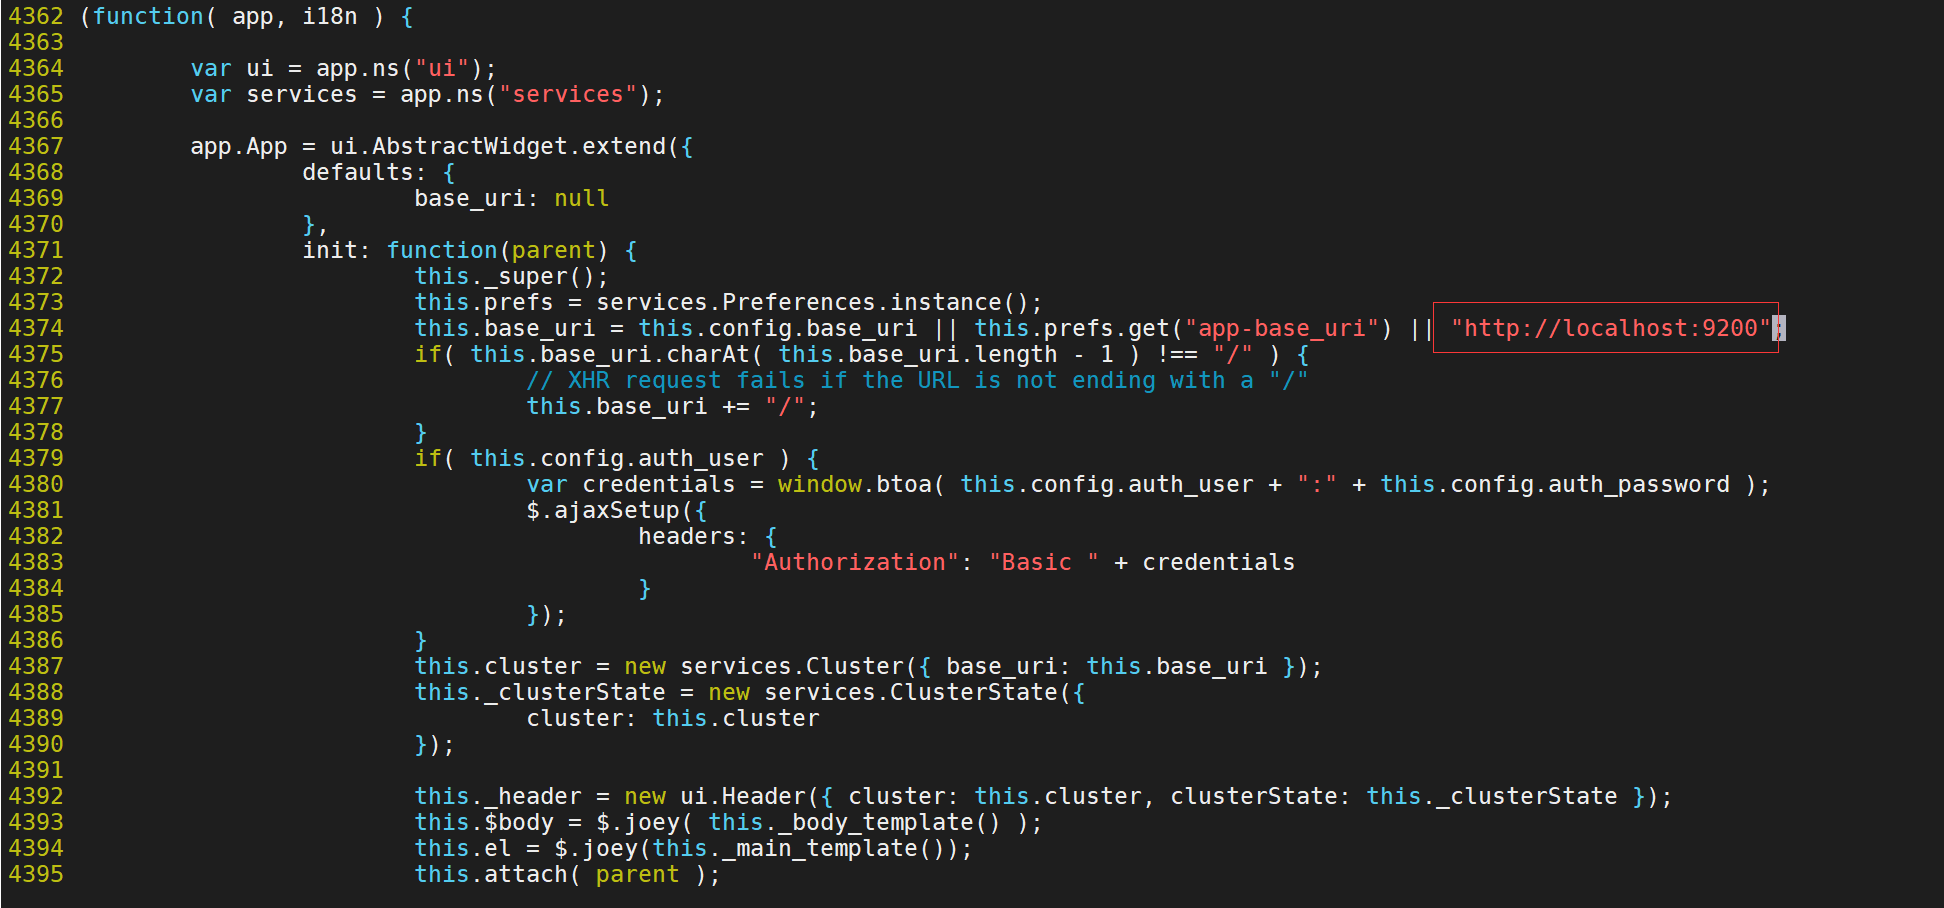 4362 (function( app, i18n ) {
4363
4364         var ui = app.ns("ui");
4365         var services = app.ns("services");
4366
4367         app.App = ui.AbstractWidget.extend({
4368                 defaults: {
4369                         base_uri: null
4370                 },
4371                 init: function(parent) {
4372                         this._super();
4373                         this.prefs = services.Preferences.instance();
4374                         this.base_uri = this.config.base_uri || this.prefs.get("app-base_uri") || "http://localhost:9200";
4375                         if( this.base_uri.charAt( this.base_uri.length - 1 ) !== "/" ) {
4376                                 // XHR request fails if the URL is not ending with a "/"
4377                                 this.base_uri += "/";
4378                         }
4379                         if( this.config.auth_user ) {
4380                                 var credentials = window.btoa( this.config.auth_user + ":" + this.config.auth_password );
4381                                 $.ajaxSetup({
4382                                         headers: {
4383                                                 "Authorization": "Basic " + credentials
4384                                         }
4385                                 });
4386                         }
4387                         this.cluster = new services.Cluster({ base_uri: this.base_uri });
4388                         this._clusterState = new services.ClusterState({
4389                                 cluster: this.cluster
4390                         });
4391
4392                         this._header = new ui.Header({ cluster: this.cluster, clusterState: this._clusterState });
4393                         this.$body = $.joey( this._body_template() );
4394                         this.el = $.joey(this._main_template());
4395                         this.attach( parent );